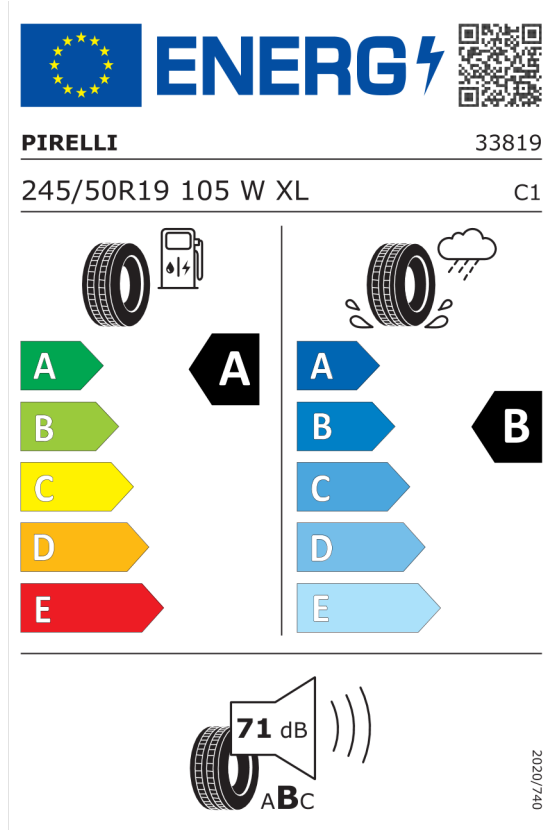 ENERG
PIRELLI 33819
245/50R19 105 W XL C1
A A A
B B B
C C
D D
E E
71 dB
ABC
2020/740